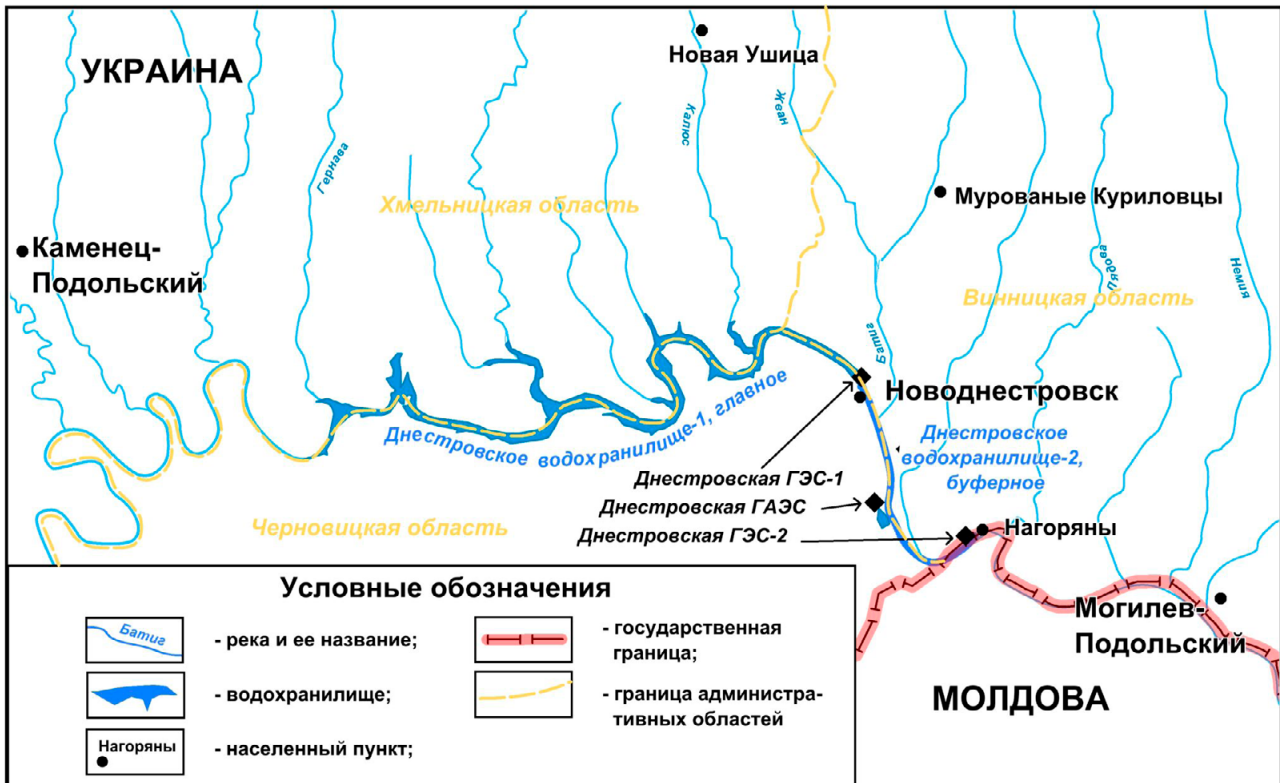 УКРАИНА
Новая Ушица
Калюс
Жван
Гернава
Хмельницкая область
Мурованые Куриловцы
Каменец-
Подольский
Лядова
Немия
Винницкая область
Батиг
Новоднестровск
Днестровское водохранилище-1, главное
Днестровское
водохранилище-2,
буферное
Днестровская ГЭС-1
Днестровская ГАЭС
Днестровская ГЭС-2
Черновицкая область
Нагоряны
Могилев-
Подольский
МОЛДОВА
Условные обозначения
Батиг
- река и ее название;
- водохранилище;
Нагоряны
- населенный пункт;
- государственная
граница;
- граница администра-
тивных областей